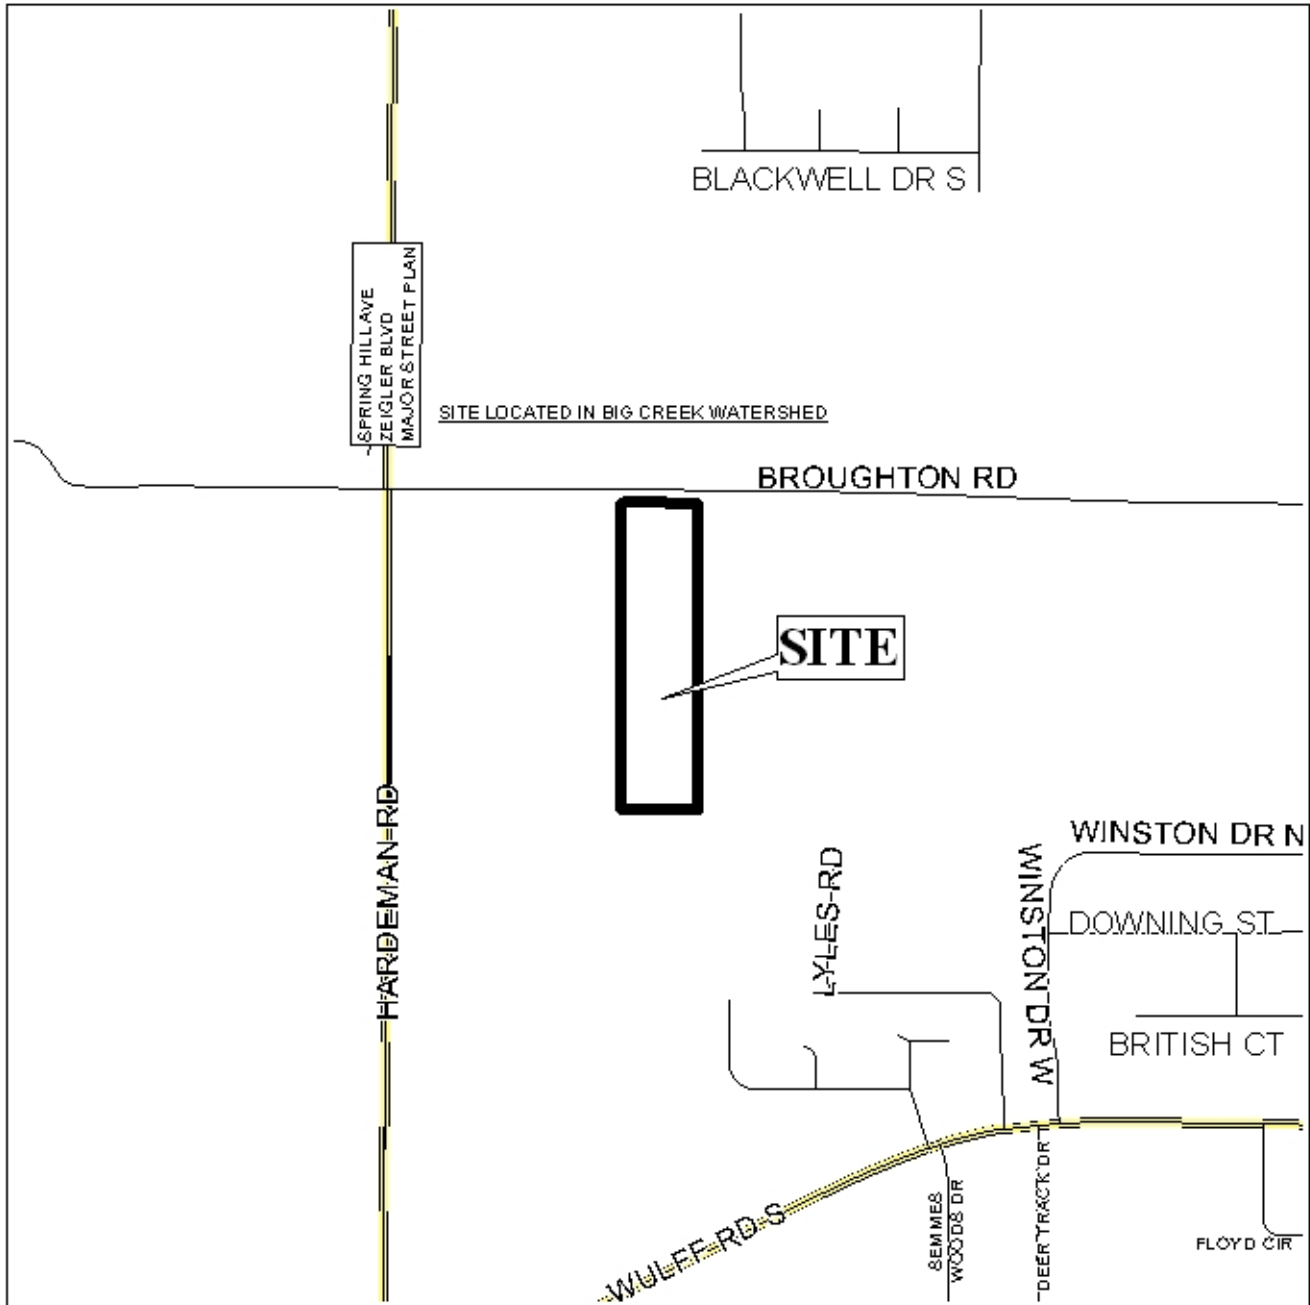 BLACKWELL DR S
SPRING HILL AVE
ZEIGLER BLVD
MAJOR STREET PLAN
SITE LOCATED IN BIG CREEK WATERSHED
BROUGHTON RD
SITE
HARDEMAN RD
LYLES RD
WINSTON DR W
WINSTON DR N
DOWNING ST
BRITISH CT
WULFF RD S
SEMMES
WOODS DR
DEER TRACK DR
FLOYD CIR